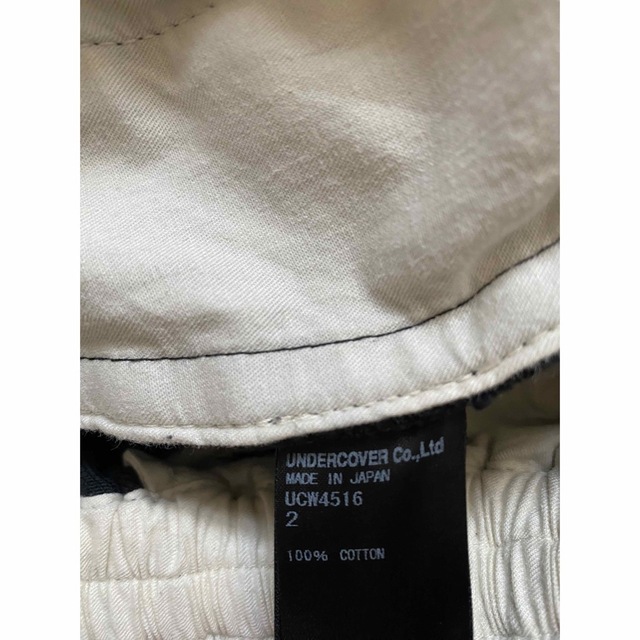 UNDERCOVER Co.,Ltd
MADE IN JAPAN
UCW4516
2
100% COTTON